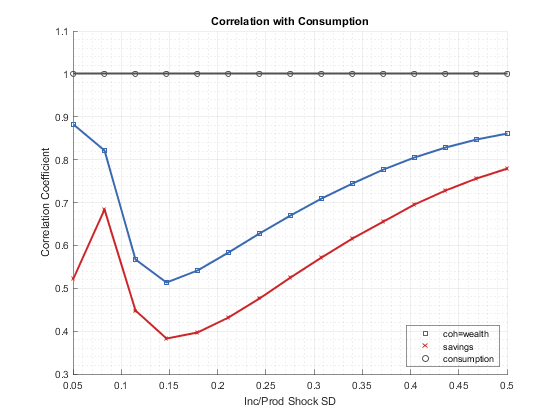 Correlation with Consumption
1.1
1
0.9
0.8
0.7
0.6
0.5
0.4
0.3
Correlation Coefficient
coh=wealth
savings
consumption
0.05 0.1 0.15 0.2 0.25 0.3 0.35 0.4 0.45 0.5
Inc/Prod Shock SD